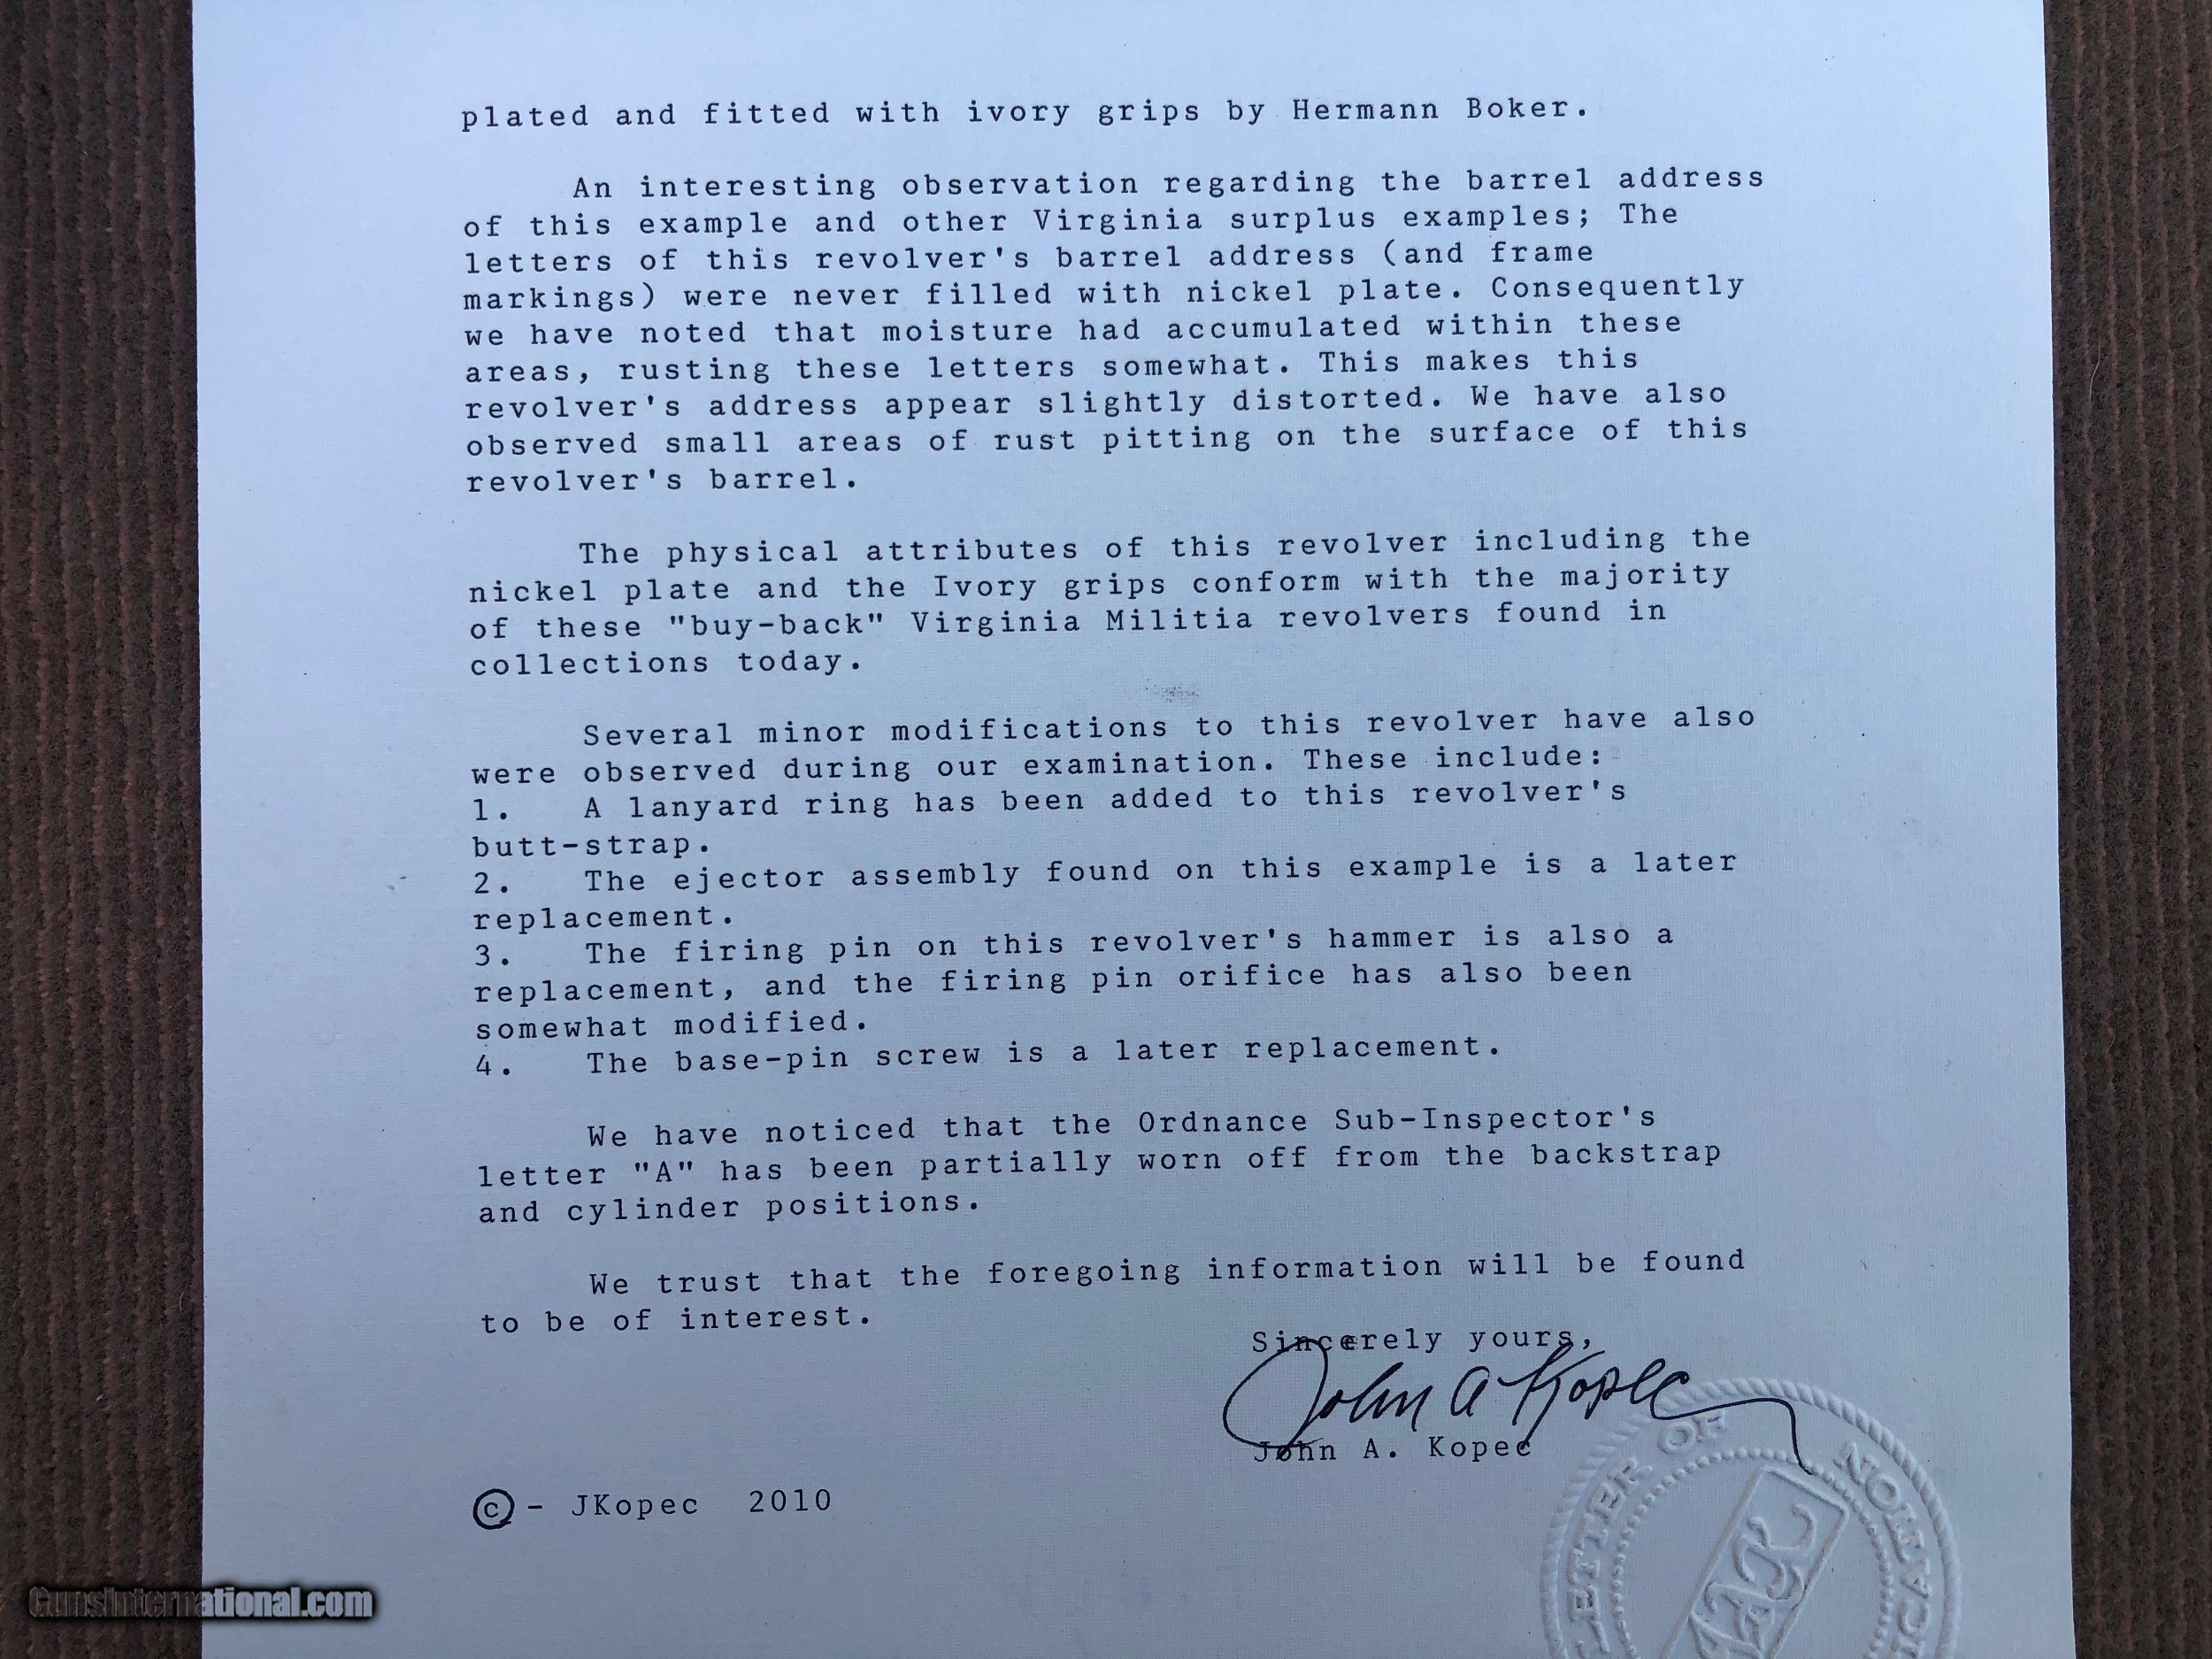 plated and fitted with ivory grips by Hermann Boker.
An interesting observation regarding the barrel address
of this example and other Virginia surplus examples; The
letters of this revolver's barrel address (and frame
markings) were never filled with nickel plate. Consequently
we have noted that moisture had accumulated within these
areas, rusting these letters somewhat. This makes this
revolver's address appear slightly distorted. We have also
observed small areas of rust pitting on the surface of this
revolver's barrel.
The physical attributes of this revolver including the
nickel plate and the Ivory grips conform with the majority
of these "buy-back" Virginia Militia revolvers found in
collections today.
Several minor modifications to this revolver have also
were observed during our examination. These include:
1. A lanyard ring has been added to this revolver's
butt-strap.
2. The ejector assembly found on this example is a later
replacement.
3. The firing pin on this revolver's hammer is also a
replacement, and the firing pin orifice has also been
somewhat modified.
4. The base-pin screw is a later replacement.
We have noticed that the Ordnance Sub-Inspector's
letter "A" has been partially worn off from the backstrap
and cylinder positions.
We trust that the foregoing information will be found
to be of interest.
Sincerely yours,
John A Kopec
John A. Kopec
© - JKopec 2010
LETTER OF
JAK
GunsInternational.com